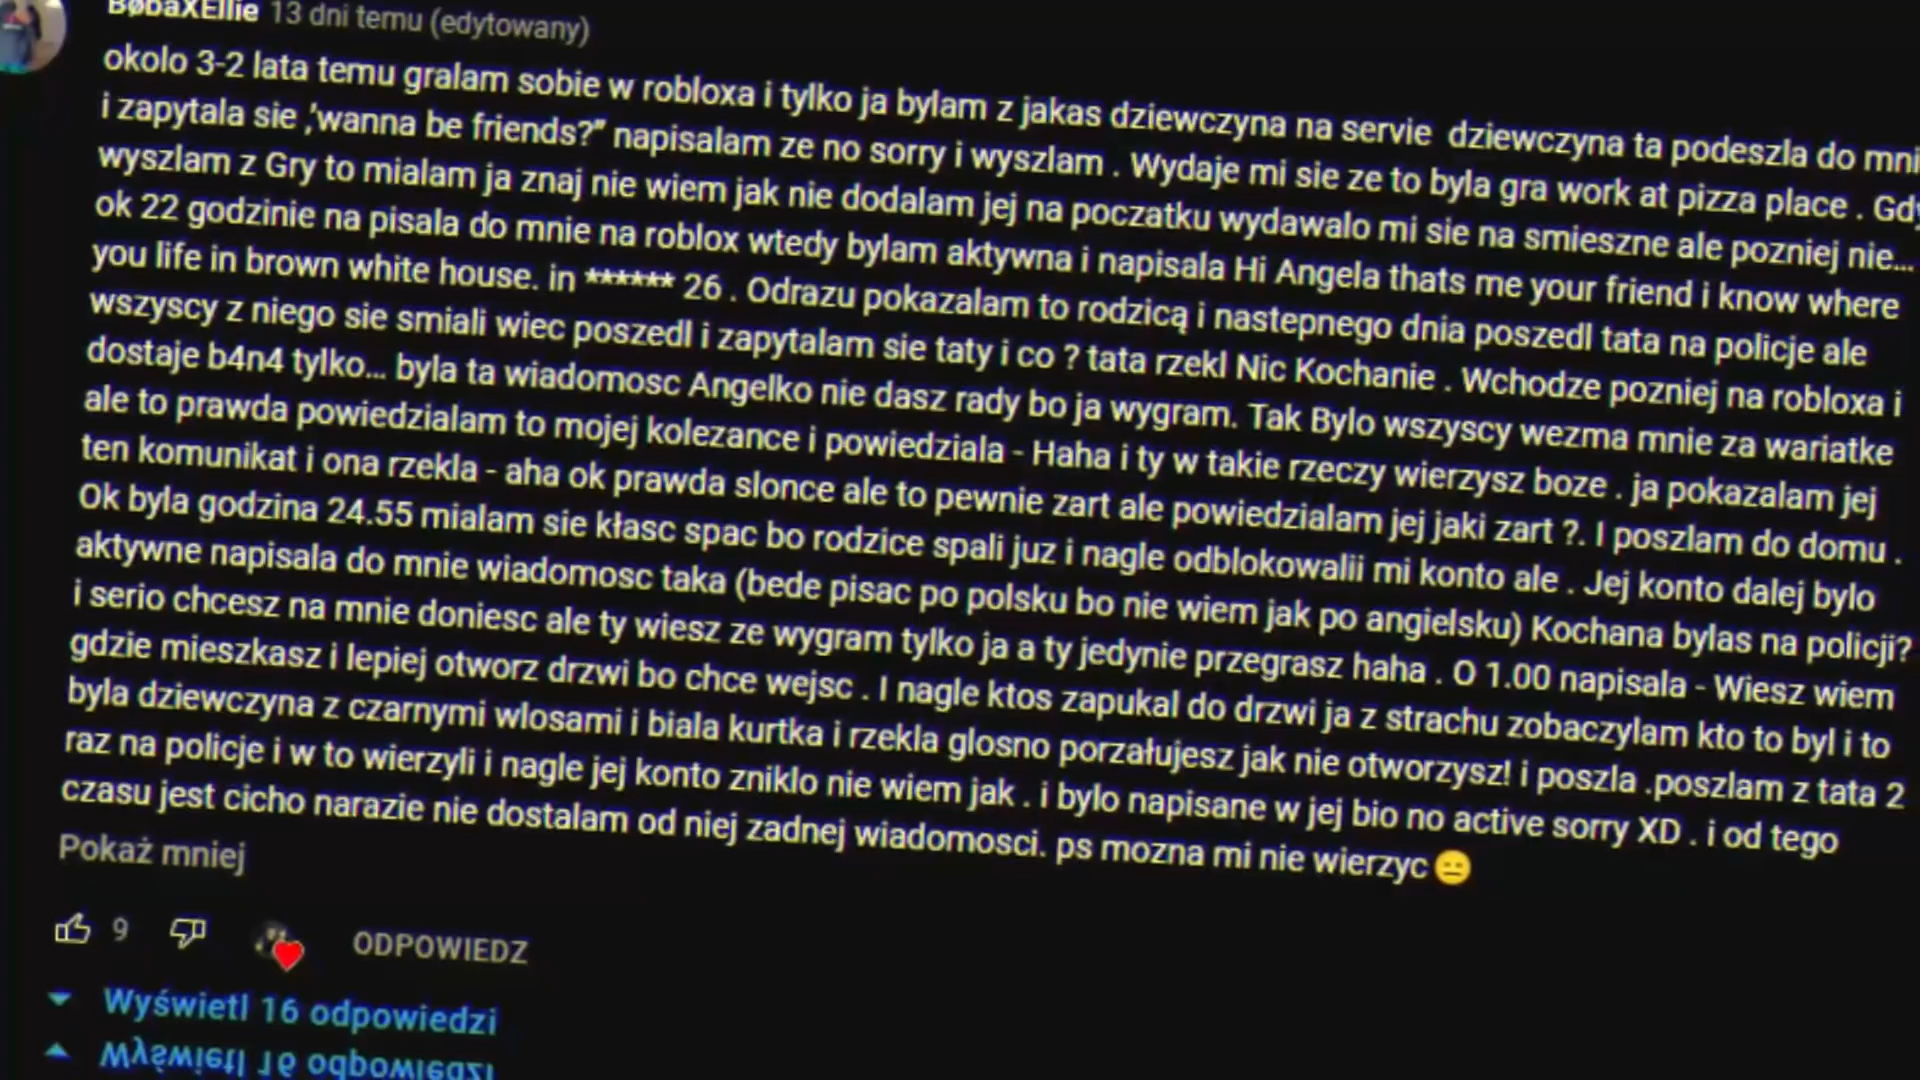 BøbaXEllie 13 dni temu (edytowany)
okolo 3-2 lata temu gralam sobie w robloxa i tylko ja bylam z jakas dziewczyna na servie dziewczyna ta podeszla do mni
i zapytala sie ,'wanna be friends?" napisalam ze no sorry i wyszlam . Wydaje mi sie ze to byla gra work at pizza place . Gdy
wyszlam z Gry to mialam ja znaj nie wiem jak nie dodalam jej na poczatku wydawalo mi sie na smieszne ale pozniej nie...
ok 22 godzinie na pisala do mnie na roblox wtedy bylam aktywna i napisala Hi Angela thats me your friend i know where
you life in brown white house. in ****** 26 . Odrazu pokazalam to rodzicą i nastepnego dnia poszedl tata na policje ale
wszyscy z niego sie smiali wiec poszedl i zapytalam sie taty i co ? tata rzekl Nic Kochanie . Wchodze pozniej na robloxa i
dostaje b4n4 tylko... byla ta wiadomosc Angelko nie dasz rady bo ja wygram. Tak Bylo wszyscy wezma mnie za wariatke
ale to prawda powiedzialam to mojej kolezance i powiedziala - Haha i ty w takie rzeczy wierzysz boze . ja pokazalam jej
ten komunikat i ona rzekla - aha ok prawda slonce ale to pewnie zart ale powiedzialam jej jaki zart ?. I poszlam do domu .
Ok byla godzina 24.55 mialam sie kłasc spac bo rodzice spali juz i nagle odblokowalii mi konto ale . Jej konto dalej bylo
aktywne napisala do mnie wiadomosc taka (bede pisac po polsku bo nie wiem jak po angielsku) Kochana bylas na policji?
i serio chcesz na mnie doniesc ale ty wiesz ze wygram tylko ja a ty jedynie przegrasz haha . O 1.00 napisala - Wiesz wiem
gdzie mieszkasz i lepiej otworz drzwi bo chce wejsc . I nagle ktos zapukal do drzwi ja z strachu zobaczylam kto to byl i to
byla dziewczyna z czarnymi wlosami i biala kurtka i rzekla glosno porzałujesz jak nie otworzysz! i poszla .poszlam z tata 2
raz na policje i w to wierzyli i nagle jej konto zniklo nie wiem jak . i bylo napisane w jej bio no active sorry XD . i od tego
czasu jest cicho narazie nie dostalam od niej zadnej wiadomosci. ps mozna mi nie wierzyc 😐
Pokaż mniej
9 ODPOWIEDZ
Wyświetl 16 odpowiedzi
Wyświetl 16 odpowiedzi